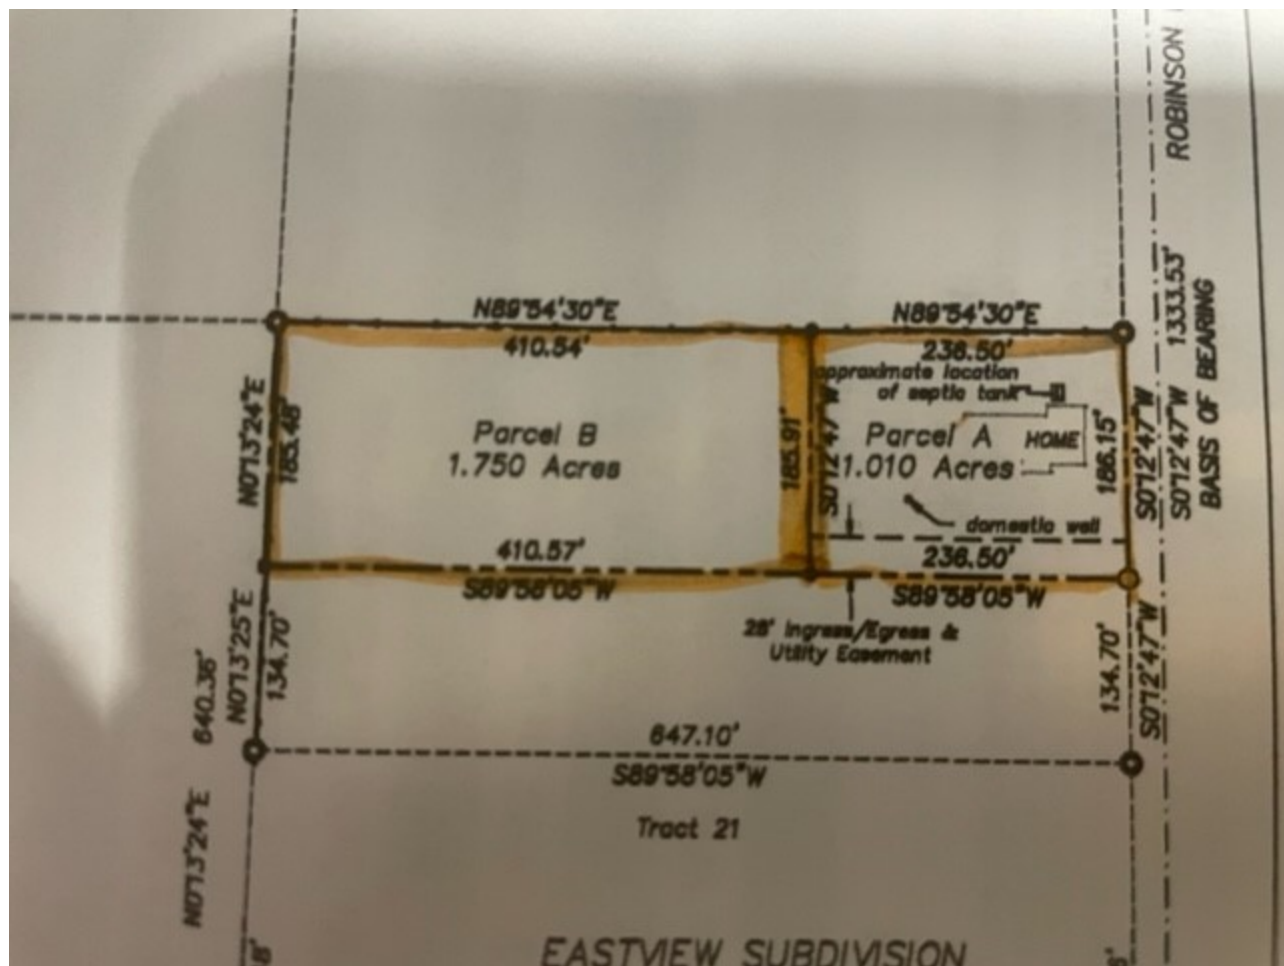 ROBINSON
1333.53'
S0°12'47"W
BASIS OF BEARING
N89°54'30"E
410.54'
N89°54'30"E
236.50'
approximate location
of septic tank
N0°13'24"E
185.48'
Parcel B
1.750 Acres
185.91'
S0°12'47"W
Parcel A
1.010 Acres
HOME
186.15'
S0°12'47"W
domestic well
410.57'
S89°58'05"W
236.50'
S89°58'05"W
28' Ingress/Egress &
Utility Easement
N0°13'25"E
134.70'
640.36'
134.70'
S0°12'47"W
647.10'
S89°58'05"W
Tract 21
N0°13'24"E
EASTVIEW SUBDIVISION